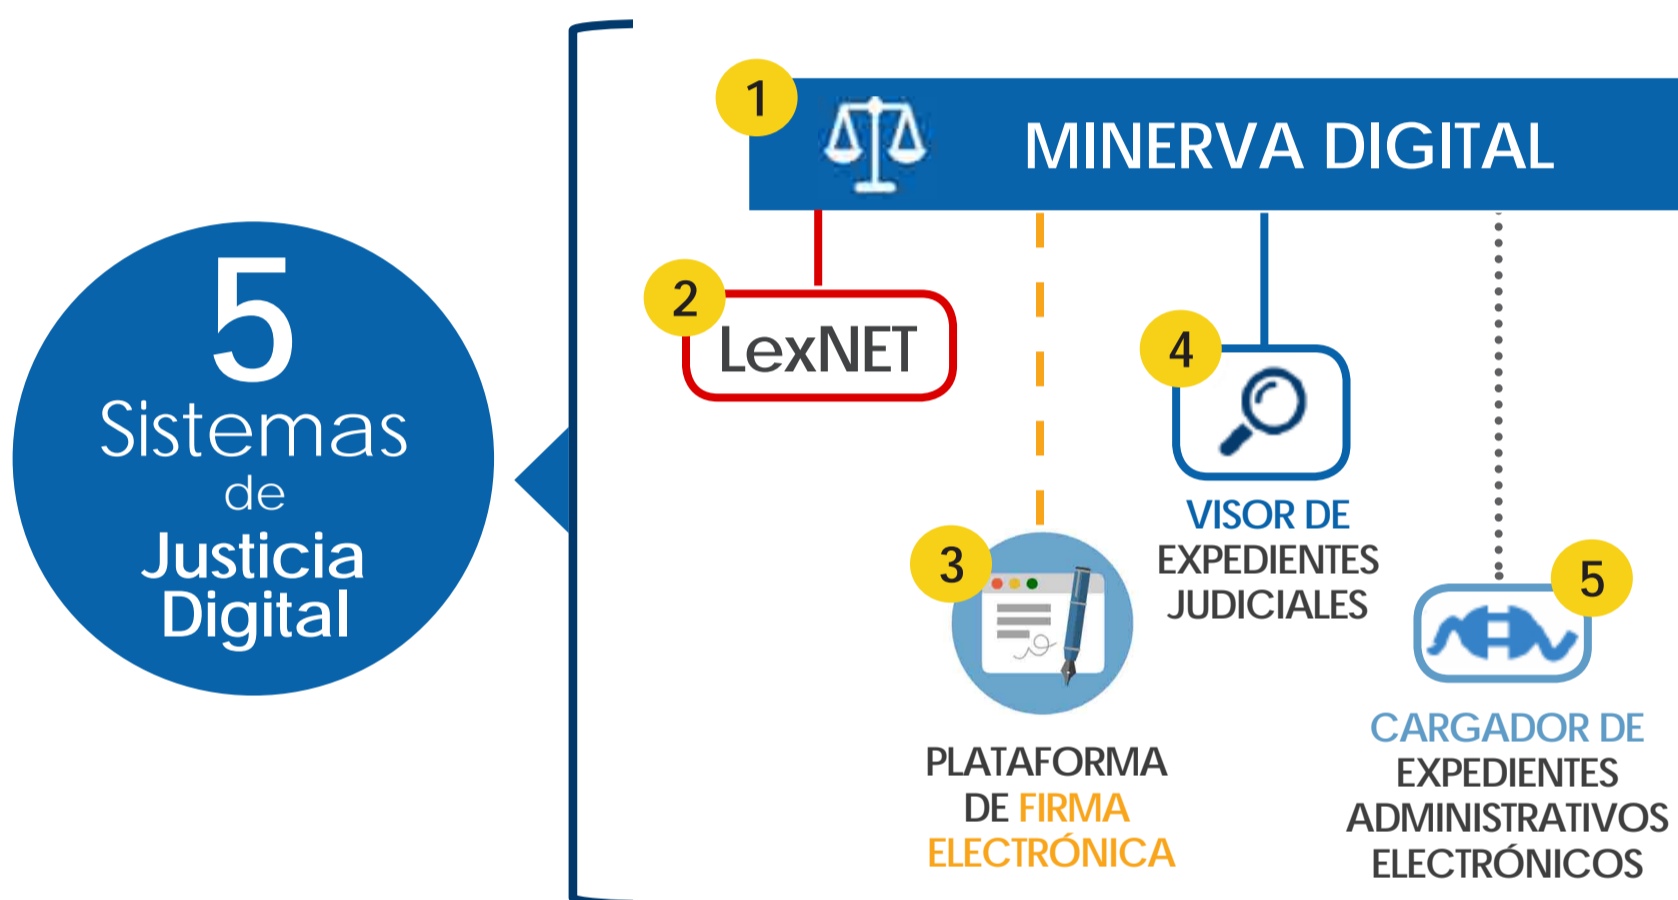 5
Sistemas
de
Justicia
Digital
1
MINERVA DIGITAL
2
LexNET
3
PLATAFORMA
DE FIRMA
ELECTRÓNICA
4
VISOR DE
EXPEDIENTES
JUDICIALES
5
CARGADOR DE
EXPEDIENTES
ADMINISTRATIVOS
ELECTRÓNICOS